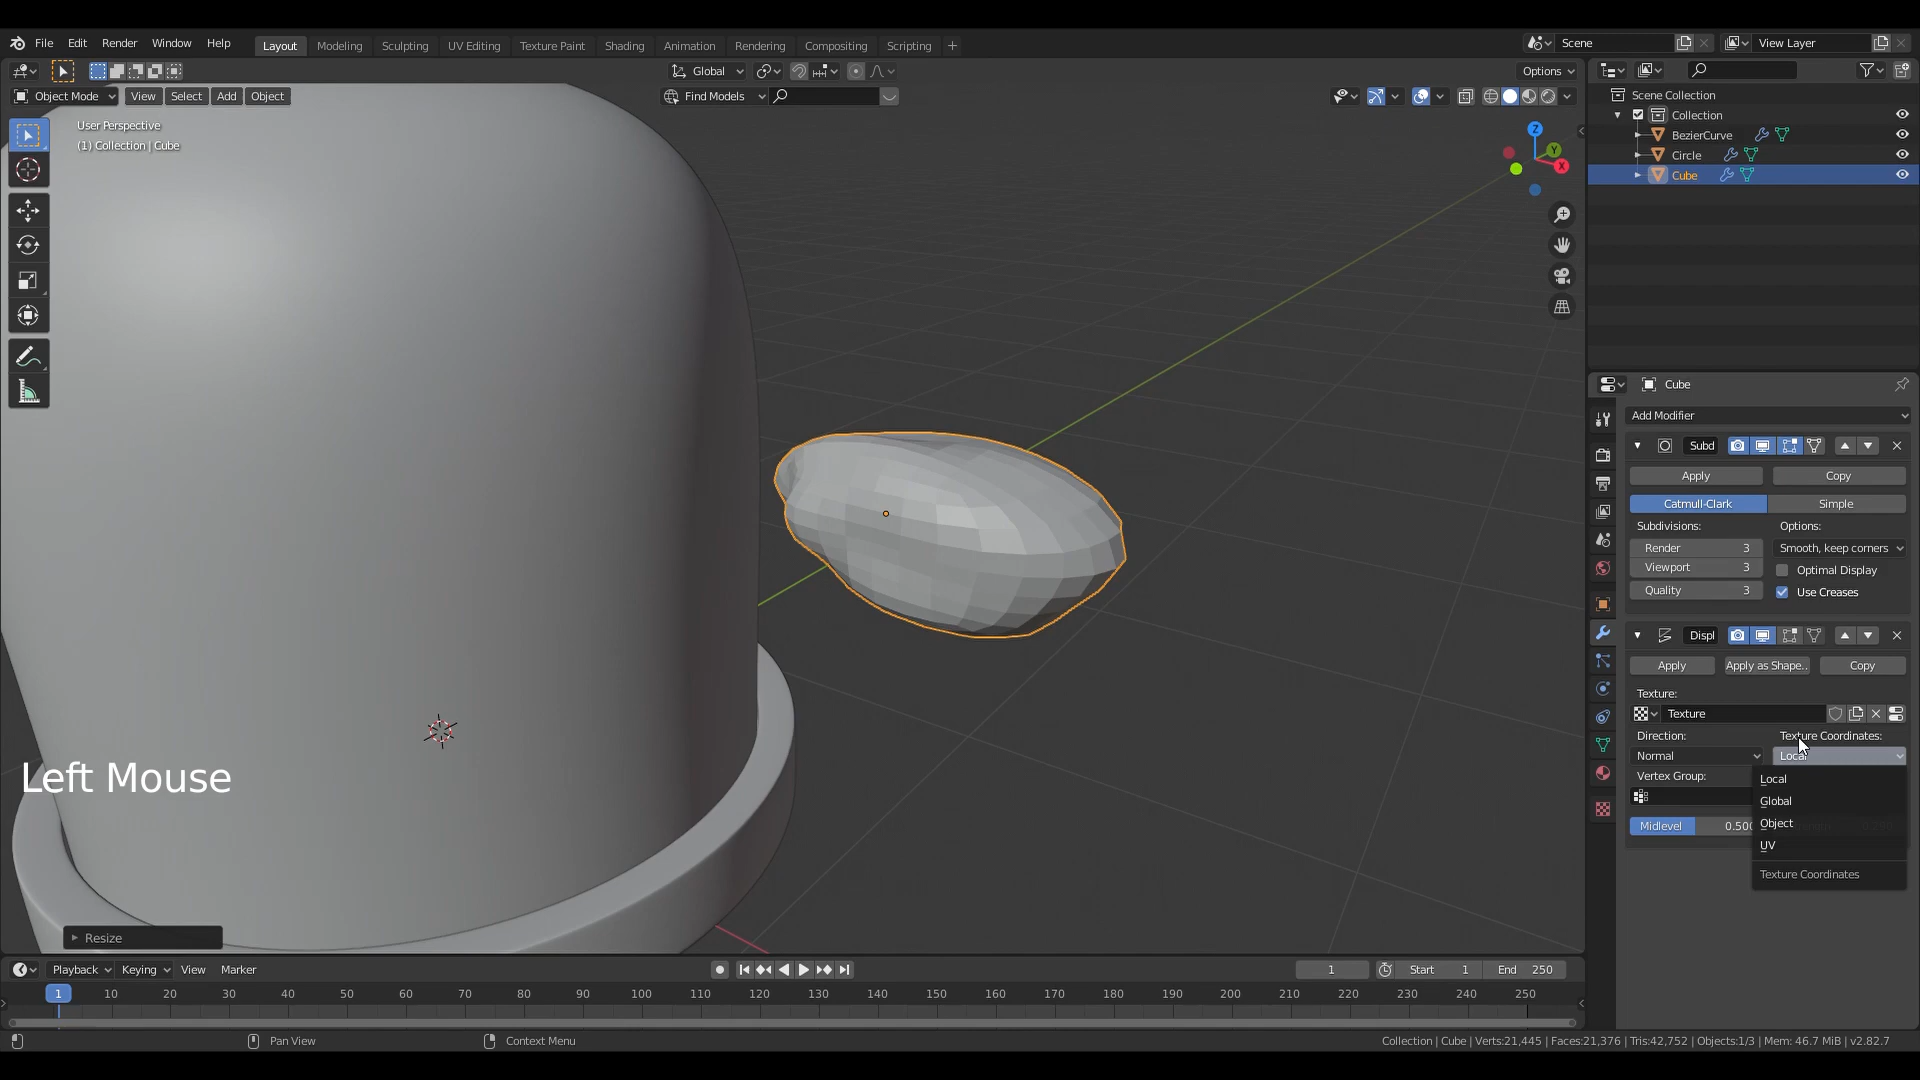 File Edit Render Window Help
Layout Modeling Sculpting UV Editing Texture Paint Shading Animation Rendering Compositing Scripting +
Scene
View Layer
Global
Options
Object Mode View Select Add Object
Find Models
User Perspective
(1) Collection | Cube
Z
Y
X
Scene Collection
Collection
BezierCurve
Circle
Cube
Cube
Add Modifier
Subd
Apply Copy
Catmull-Clark Simple
Subdivisions: Options:
Render 3 Smooth, keep corners
Viewport 3 Optimal Display
Quality 3 Use Creases
Displ
Apply Apply as Shape.. Copy
Texture:
Texture
Direction: Texture Coordinates:
Normal Local
Vertex Group:
Local
Global
Midlevel 0.500
Object
UV
Texture Coordinates
Left Mouse
Resize
Playback Keying View Marker
1 Start 1 End 250
1 10 20 30 40 50 60 70 80 90 100 110 120 130 140 150 160 170 180 190 200 210 220 230 240 250
Pan View Context Menu
Collection | Cube | Verts:21,445 | Faces:21,376 | Tris:42,752 | Objects:1/3 | Mem: 46.7 MiB | v2.82.7